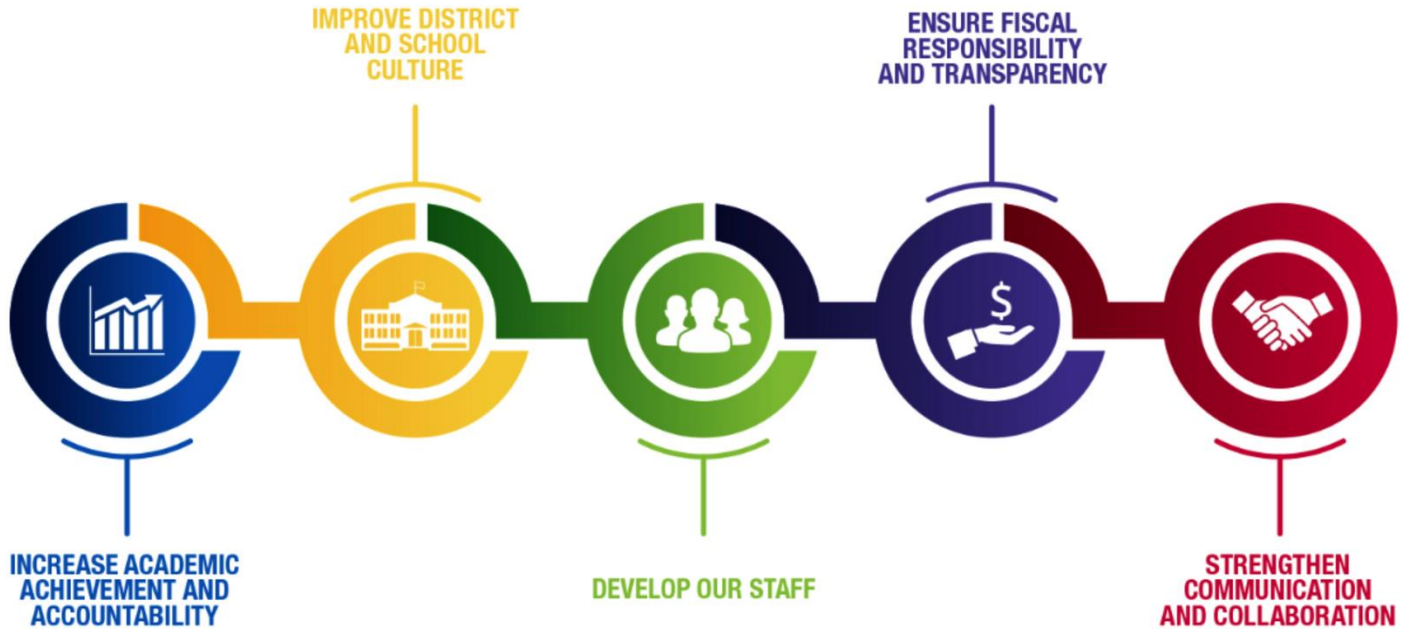 IMPROVE DISTRICT
AND SCHOOL
CULTURE
ENSURE FISCAL
RESPONSIBILITY
AND TRANSPARENCY
$
INCREASE ACADEMIC
ACHIEVEMENT AND
ACCOUNTABILITY
DEVELOP OUR STAFF
STRENGTHEN
COMMUNICATION
AND COLLABORATION